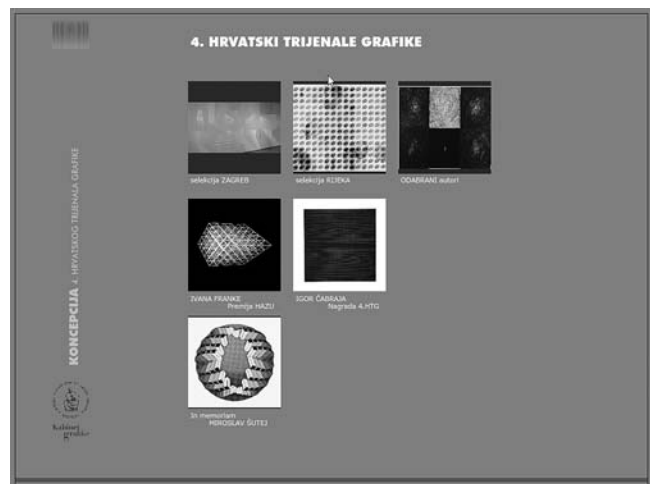 4. HRVATSKI TRIJENALE GRAFIKE
selekcija ZAGREB
selekcija RIJEKA
ODABRANI autori
IVANA FRANKE
Premija HAZU
IGOR ČABRAJA
Nagrada 4.HTG
In memoriam
MIROSLAV ŠUTEJ
KONCEPCIJA 4. HRVATSKOG TRIJENALA GRAFIKE
Kabinet
grafike